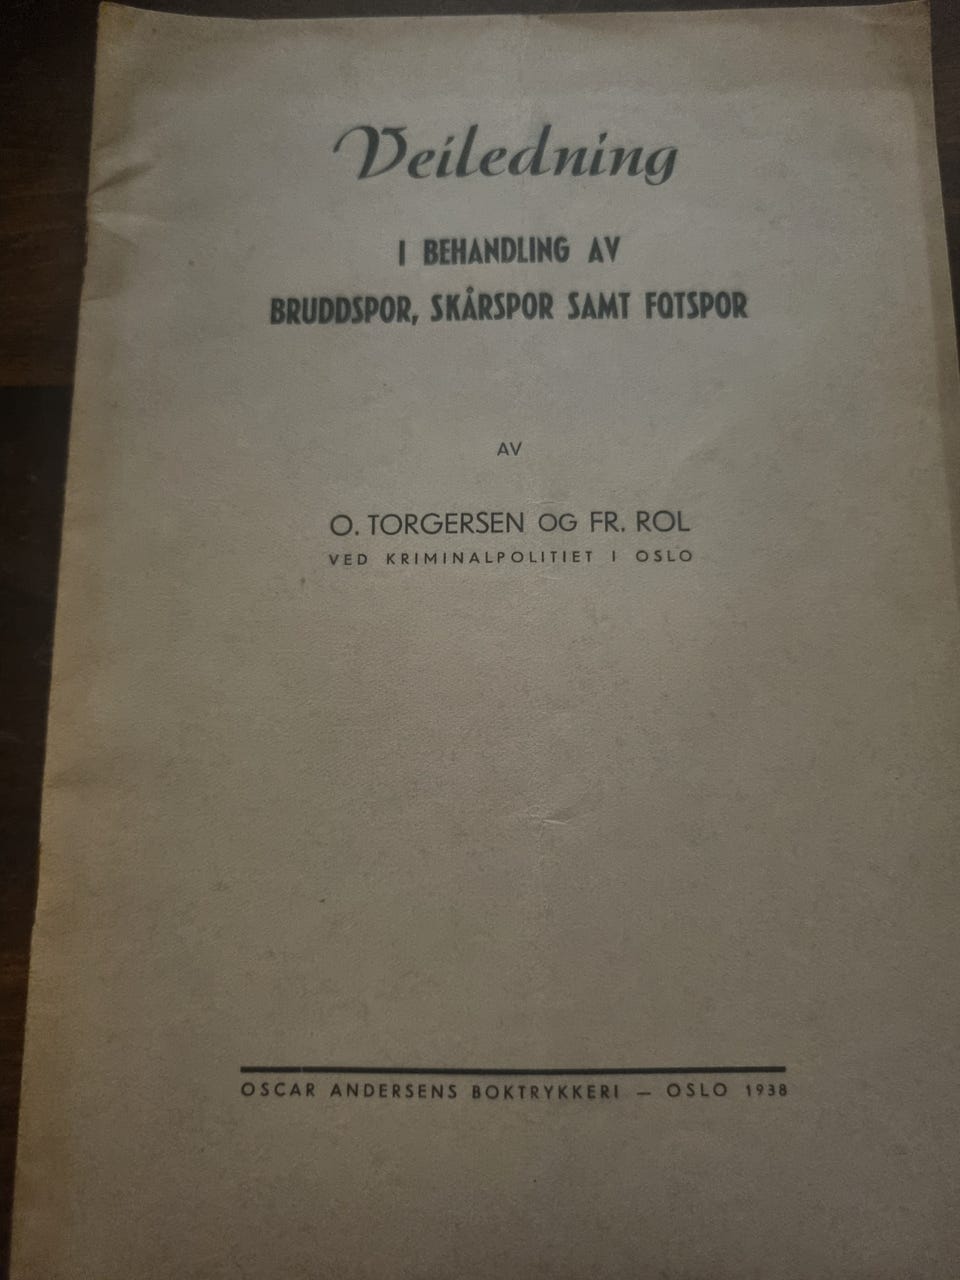 Veiledning
I BEHANDLING AV
BRUDDSPOR, SKÅRSPOR SAMT FOTSPOR
AV
O. TORGERSEN OG FR. ROL
VED KRIMINALPOLITIET I OSLO
OSCAR ANDERSENS BOKTRYKKERI — OSLO 1938